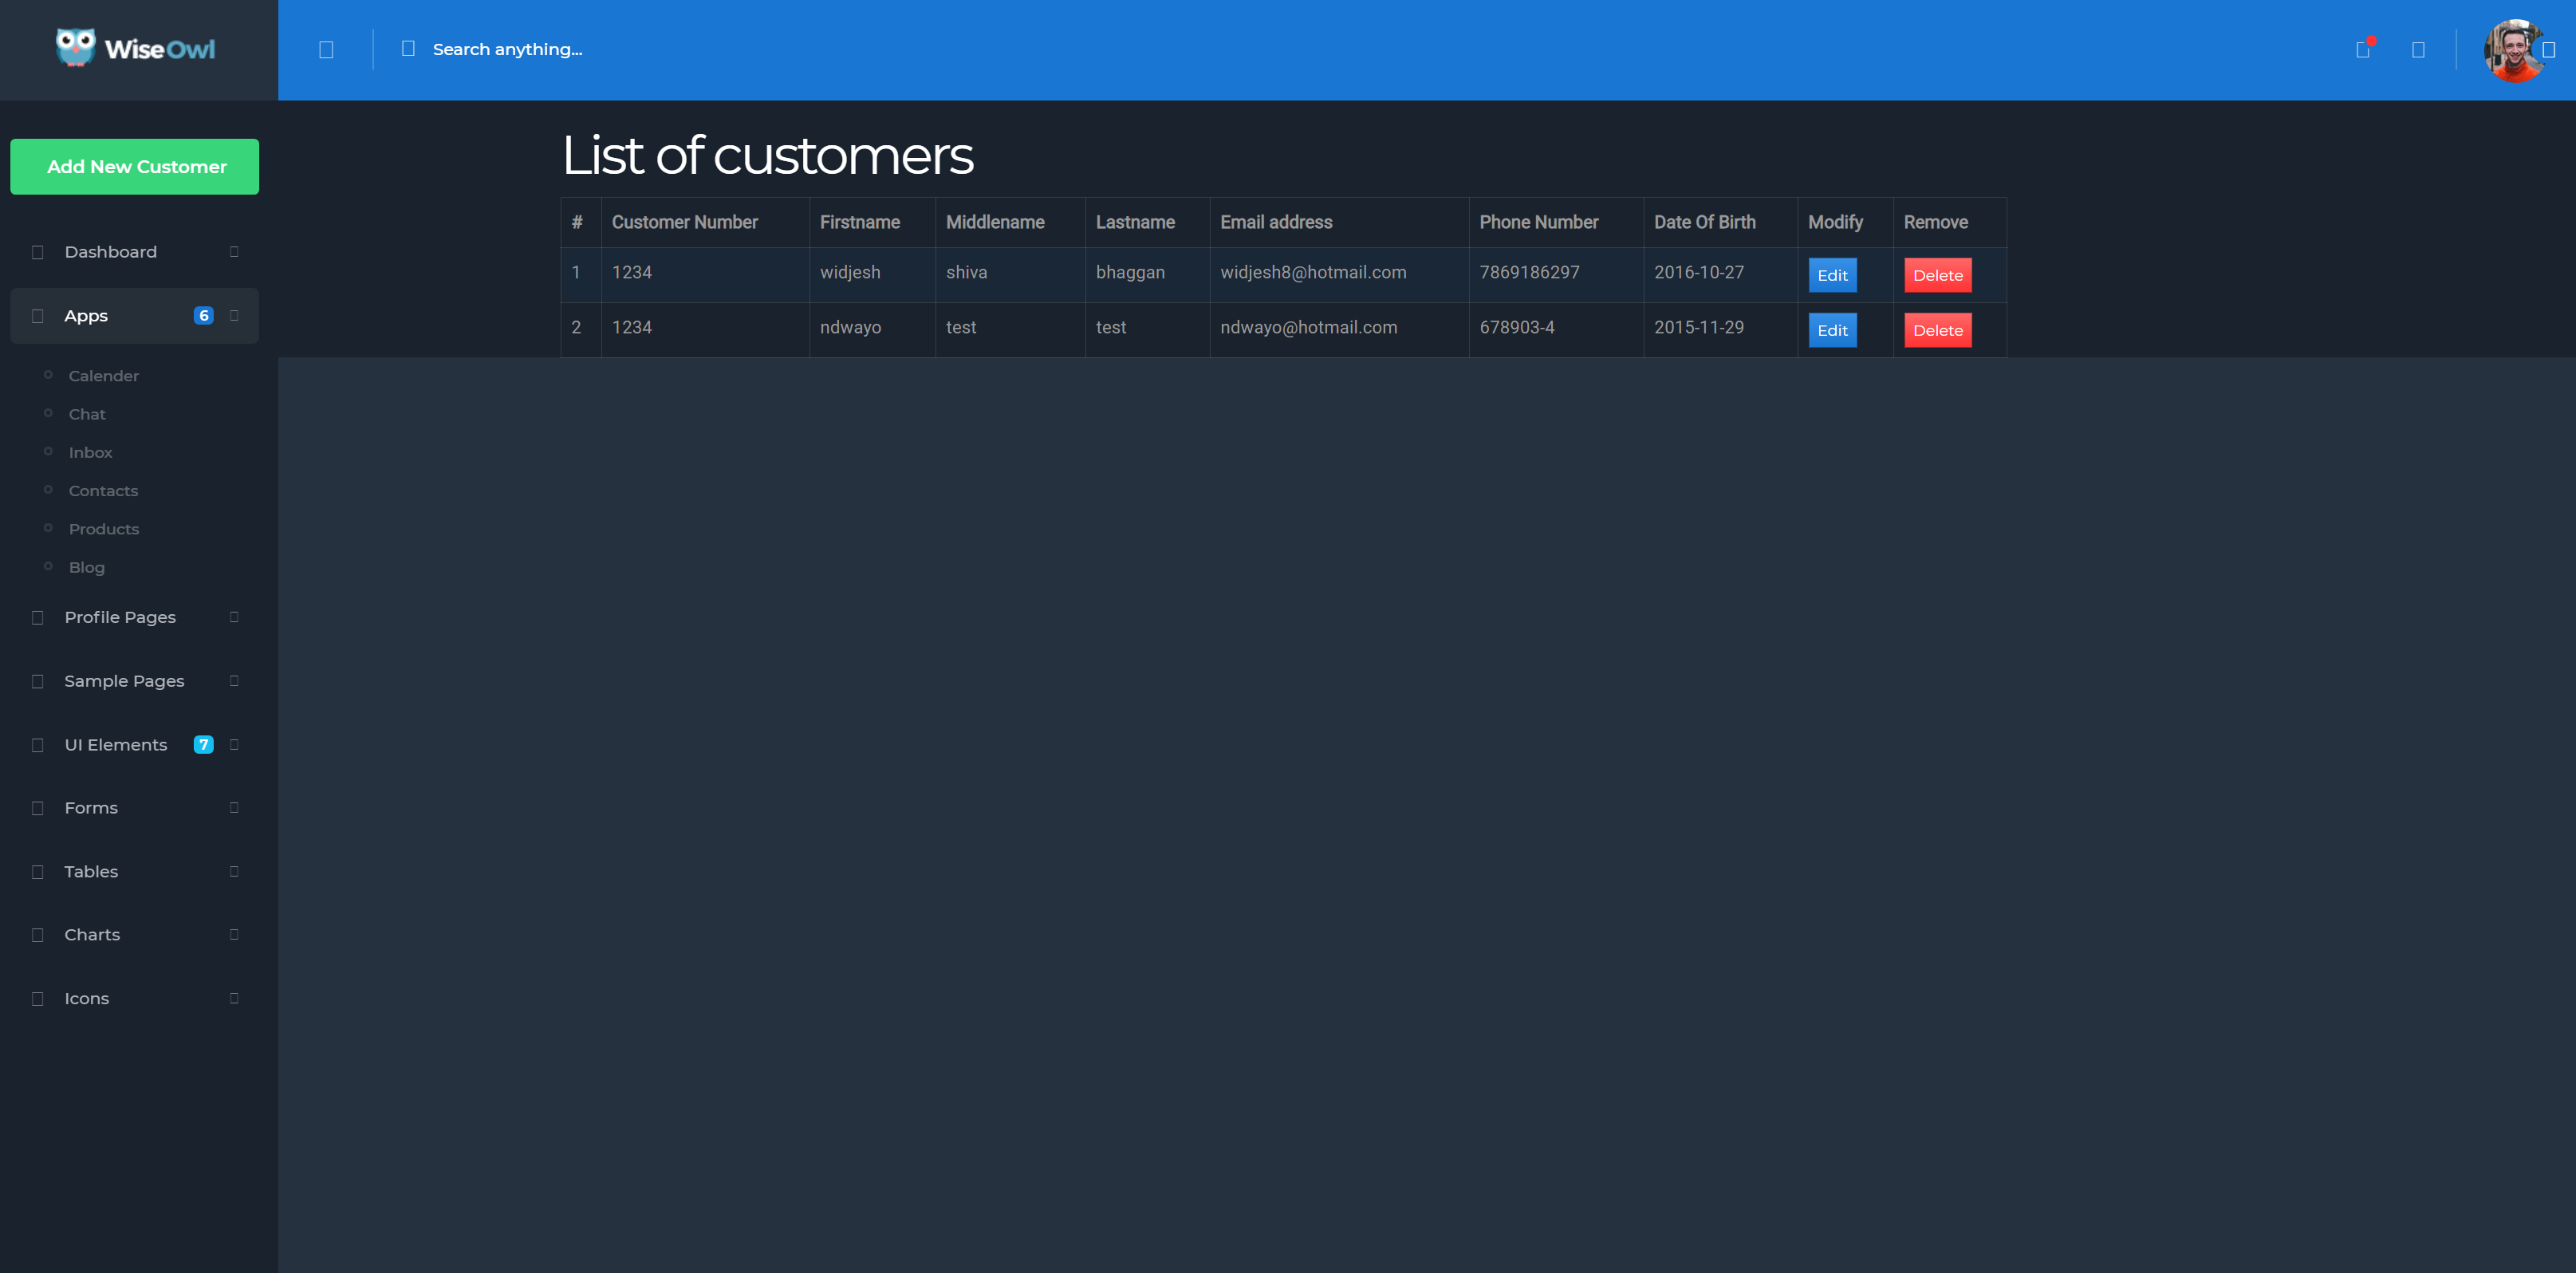 WiseOwl
Search anything...
Add New Customer
Dashboard
Apps 6
Calender
Chat
Inbox
Contacts
Products
Blog
Profile Pages
Sample Pages
UI Elements 7
Forms
Tables
Charts
Icons
List of customers
# Customer Number Firstname Middlename Lastname Email address Phone Number Date Of Birth Modify Remove
1 1234 widjesh shiva bhaggan widjesh8@hotmail.com 7869186297 2016-10-27 Edit Delete
2 1234 ndwayo test test ndwayo@hotmail.com 678903-4 2015-11-29 Edit Delete